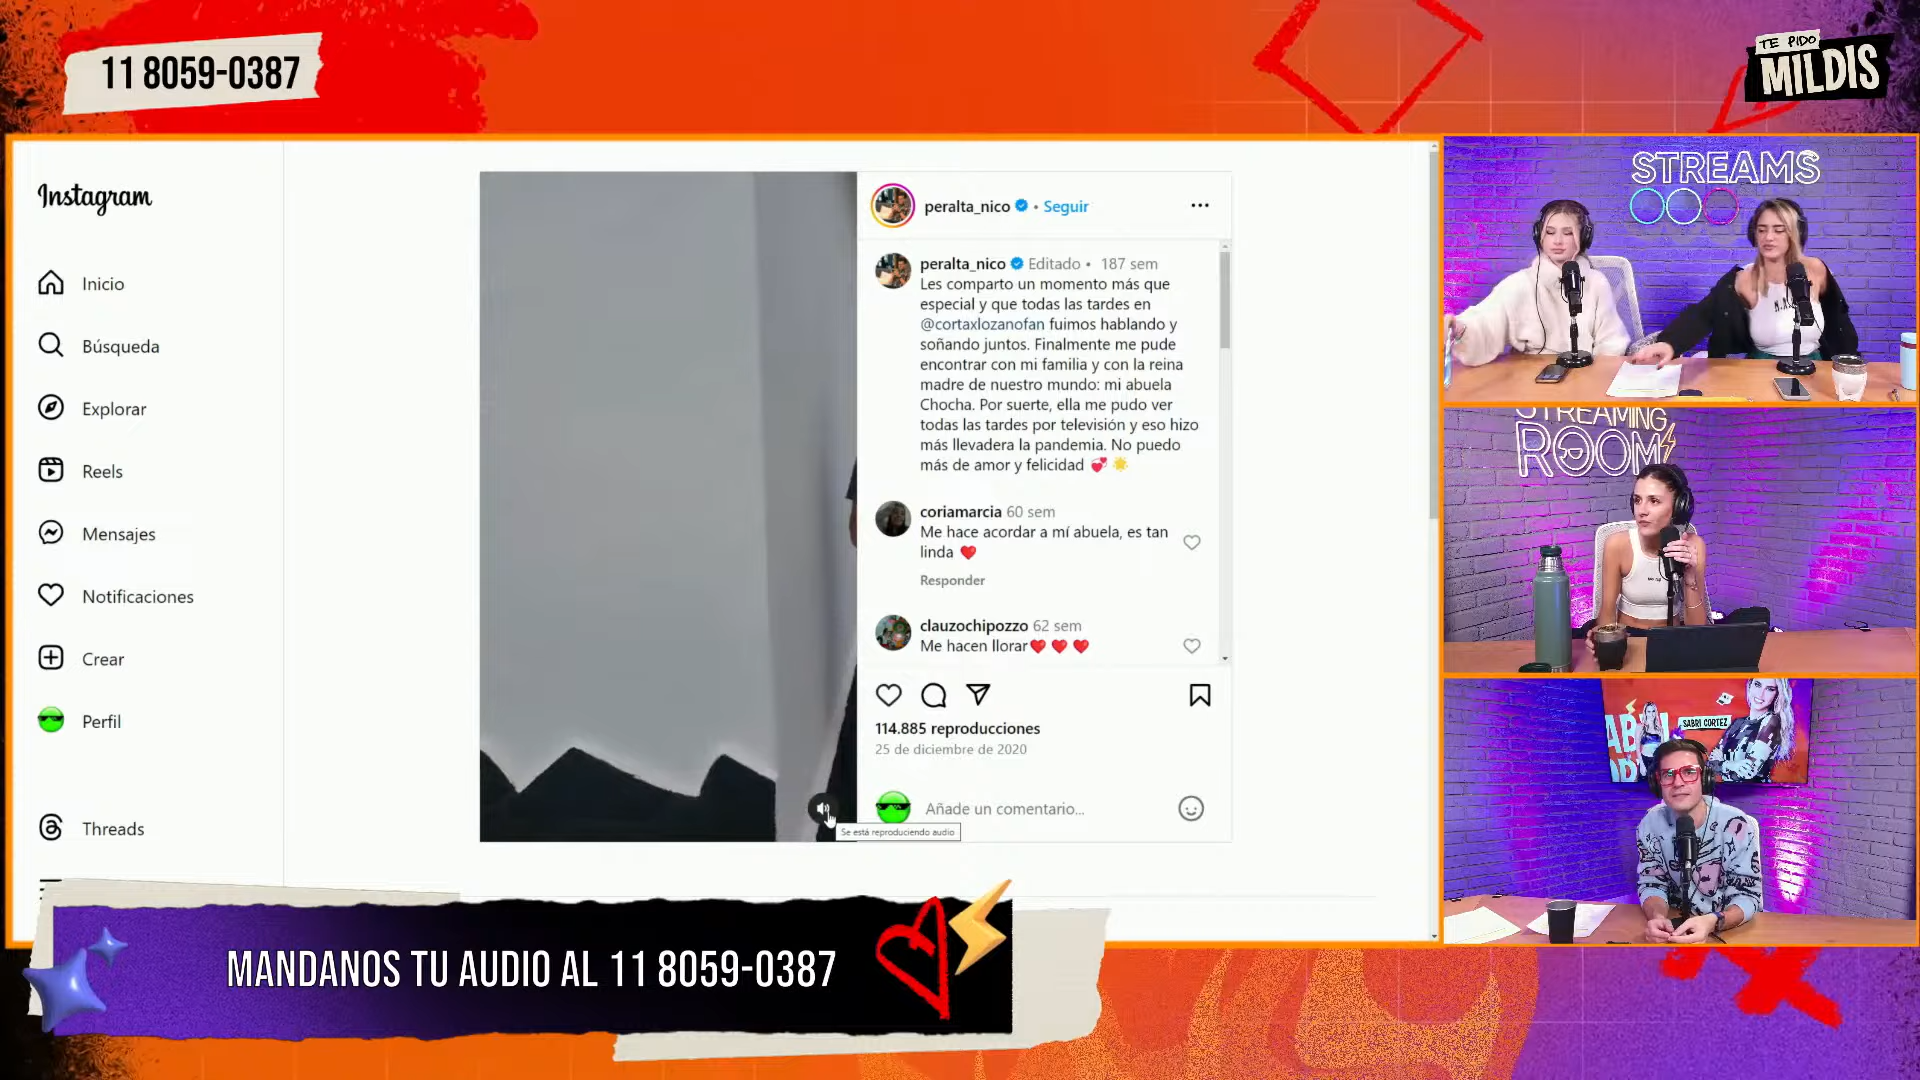 11 8059-0387
TE PIDO
MILDIS
Instagram
Inicio
Búsqueda
Explorar
Reels
Mensajes
Notificaciones
Crear
Perfil
Threads
peralta_nico • Seguir
peralta_nico Editado • 187 sem
Les comparto un momento más que
especial y que todas las tardes en
@cortaxlozanofan fuimos hablando y
soñando juntos. Finalmente me pude
encontrar con mi familia y con la reina
madre de nuestro mundo: mi abuela
Chocha. Por suerte, ella me pudo ver
todas las tardes por televisión y eso hizo
más llevadera la pandemia. No puedo
más de amor y felicidad 💞 🌟
coriamarcia 60 sem
Me hace acordar a mí abuela, es tan
linda ❤️
Responder
clauzochipozzo 62 sem
Me hacen llorar❤️ ❤️ ❤️
114.885 reproducciones
25 de diciembre de 2020
Añade un comentario...
Se está reproduciendo audio
STREAMS
STREAMING
ROOM
SABRI CORTEZ
MANDANOS TU AUDIO AL 11 8059-0387